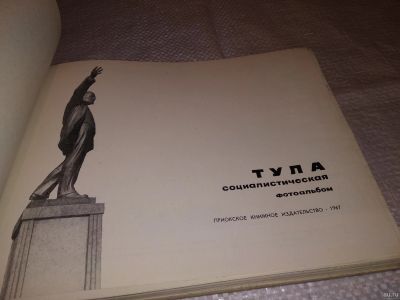 ТУЛА
социалистическая
фотоальбом
ПРИОКСКОЕ КНИЖНОЕ ИЗДАТЕЛЬСТВО · 1967